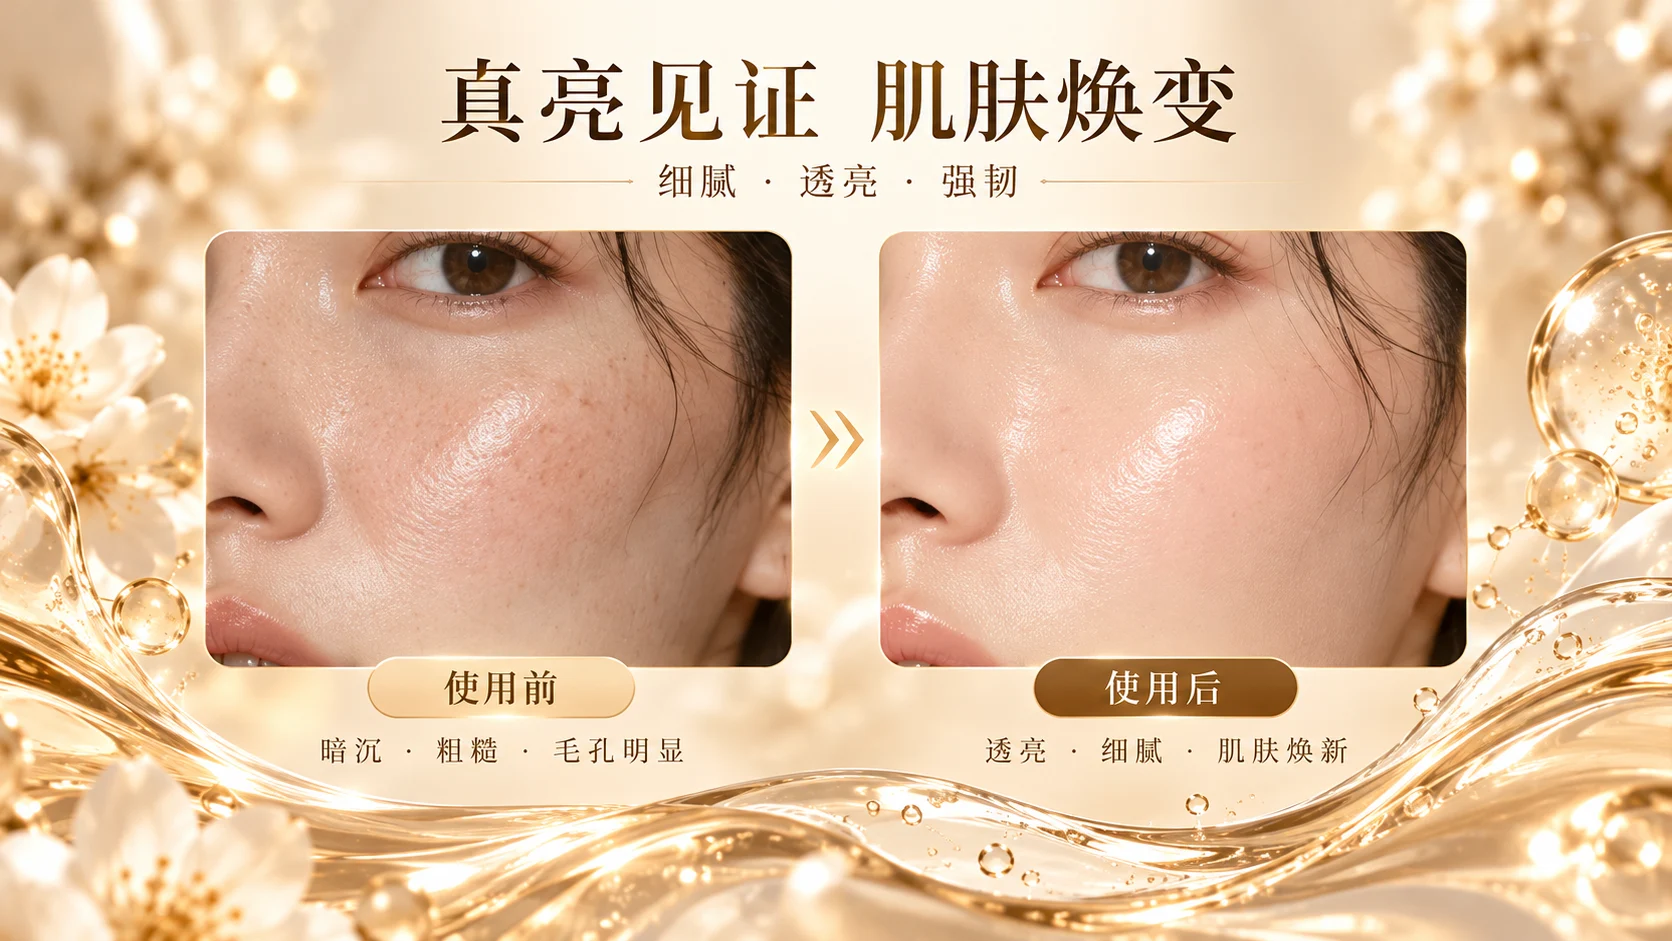 真亮见证 肌肤焕变
细腻 · 透亮 · 强韧
使用前
暗沉 · 粗糙 · 毛孔明显
使用后
透亮 · 细腻 · 肌肤焕新